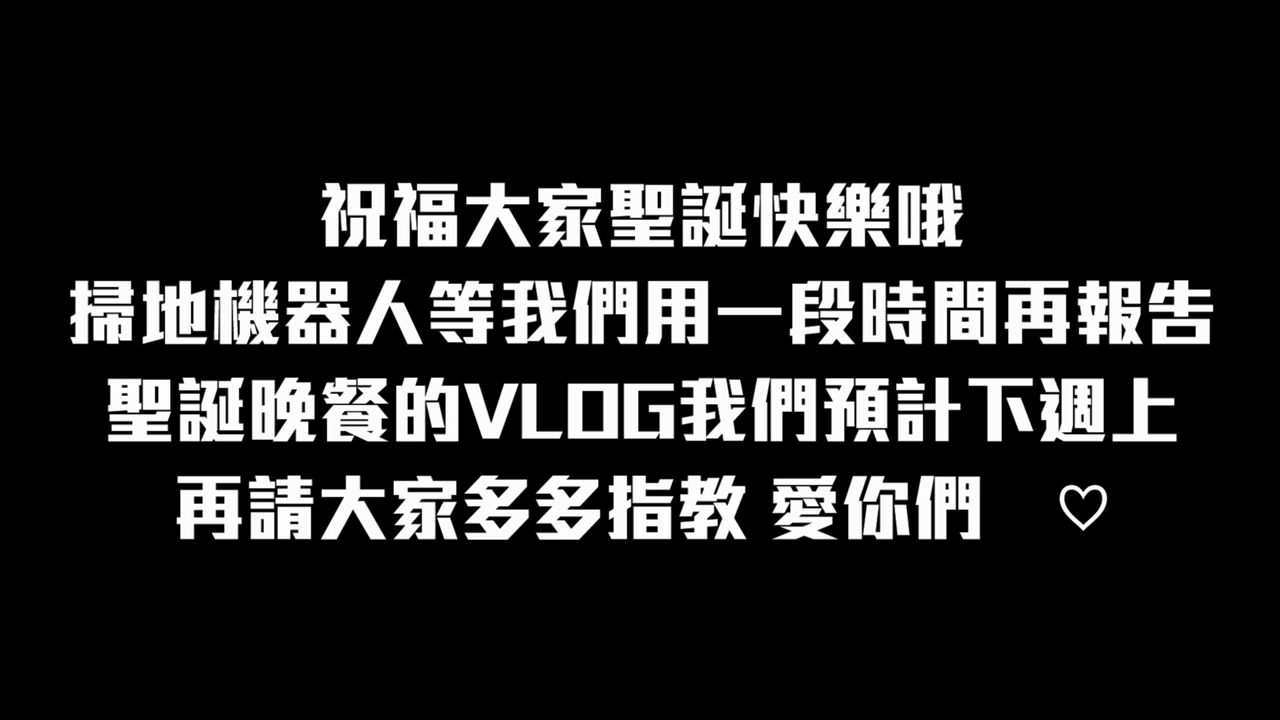 祝福大家聖誕快樂哦
掃地機器人等我們用一段時間再報告
聖誕晚餐的VLOG我們預計下週上
再請大家多多指教 愛你們 ♡